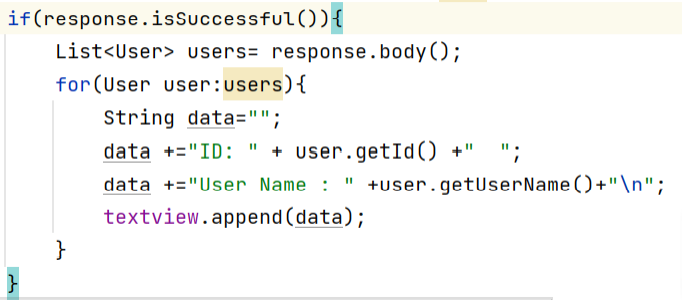 if(response.isSuccessful()){
    List<User> users= response.body();
    for(User user:users){
        String data="";
        data +="ID: " + user.getId() +"  ";
        data +="User Name : " +user.getUserName()+"\n";
        textview.append(data);
    }
}